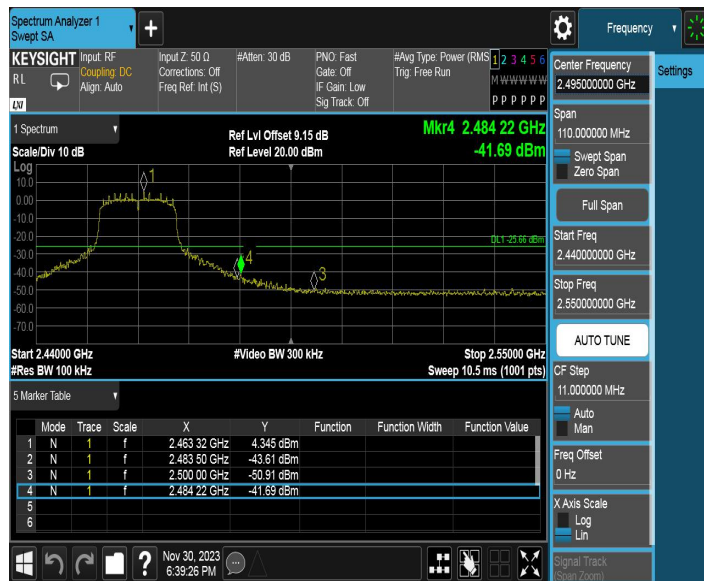 Spectrum Analyzer 1
Swept SA
Frequency
KEYSIGHT
RL
LXI
Input: RF
Coupling: DC
Align: Auto
Input Z: 50 Ω
Corrections: Off
Freq Ref: Int (S)
#Atten: 30 dB
PNO: Fast
Gate: Off
IF Gain: Low
Sig Track: Off
#Avg Type: Power (RMS
Trig: Free Run
1 2 3 4 5 6
M W W W W W
P P P P P P
1 Spectrum
Scale/Div 10 dB
Log
Ref Lvl Offset 9.15 dB
Ref Level 20.00 dBm
Mkr4 2.484 22 GHz
-41.69 dBm
10.0
0.00
-10.0
-20.0
-30.0
-40.0
-50.0
-60.0
-70.0
1
4
3
DL1 -25.66 dBm
Start 2.44000 GHz
#Video BW 300 kHz
Stop 2.55000 GHz
#Res BW 100 kHz
Sweep 10.5 ms (1001 pts)
5 Marker Table
Mode Trace Scale X Y Function Function Width Function Value
1 N 1 f 2.463 32 GHz 4.345 dBm
2 N 1 f 2.483 50 GHz -43.61 dBm
3 N 1 f 2.500 00 GHz -50.91 dBm
4 N 1 f 2.484 22 GHz -41.69 dBm
5
6
?
Nov 30, 2023
6:39:26 PM
Center Frequency
2.495000000 GHz
Settings
Span
110.000000 MHz
Swept Span
Zero Span
Full Span
Start Freq
2.440000000 GHz
Stop Freq
2.550000000 GHz
AUTO TUNE
CF Step
11.000000 MHz
Auto
Man
Freq Offset
0 Hz
X Axis Scale
Log
Lin
Signal Track
(Span Zoom)